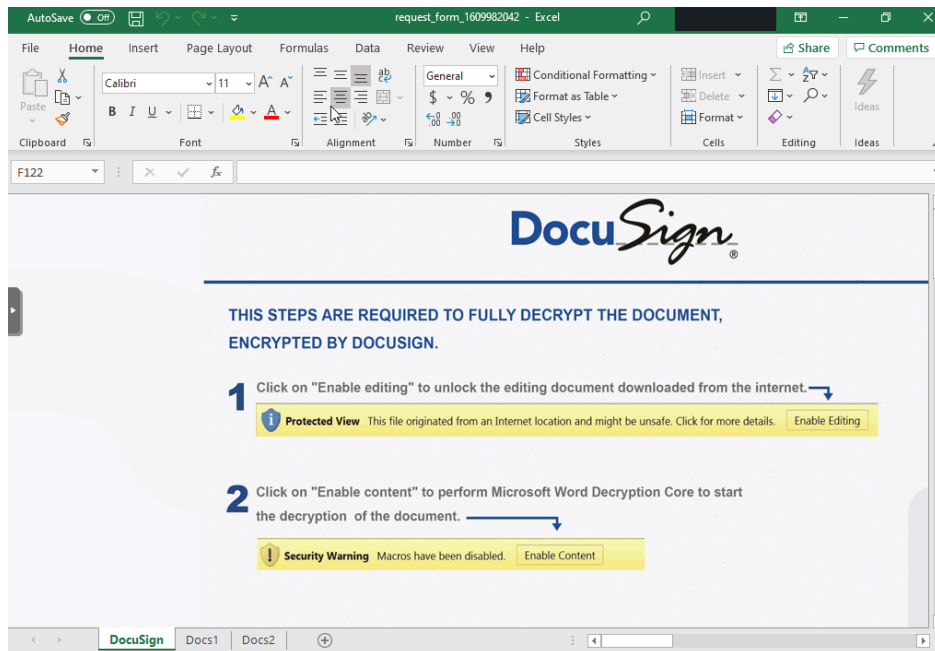 AutoSave Off
request_form_1609982042 - Excel
File Home Insert Page Layout Formulas Data Review View Help Share Comments
Paste
Calibri 11 A^ Aˇ
ab
General
Conditional Formatting
Insert
Σ
Ideas
B I U A
$ % 9
Format as Table
Delete
Cell Styles
Format
Clipboard Font Alignment Number Styles Cells Editing Ideas
F122 fx
DocuSign®
THIS STEPS ARE REQUIRED TO FULLY DECRYPT THE DOCUMENT,
ENCRYPTED BY DOCUSIGN.
1 Click on "Enable editing" to unlock the editing document downloaded from the internet.
Protected View This file originated from an Internet location and might be unsafe. Click for more details. Enable Editing
2 Click on "Enable content" to perform Microsoft Word Decryption Core to start
the decryption of the document.
Security Warning Macros have been disabled. Enable Content
DocuSign Docs1 Docs2